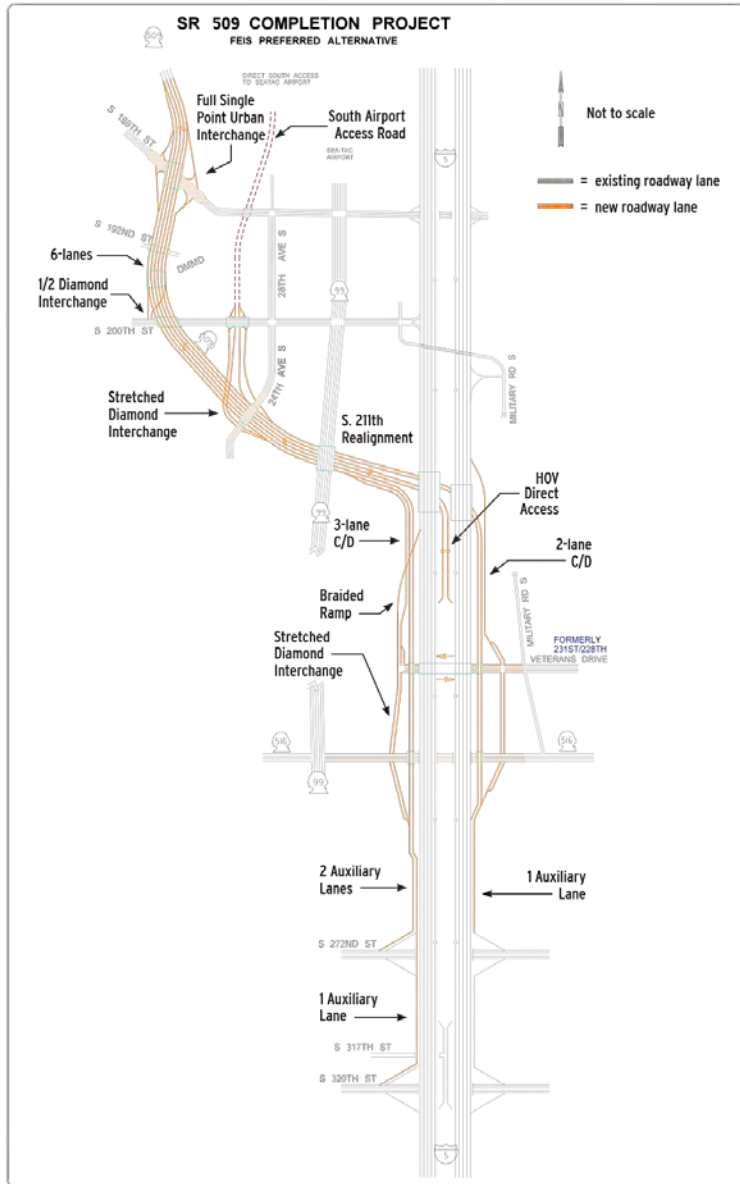 SR 509 COMPLETION PROJECT
FEIS PREFERRED ALTERNATIVE
509
DIRECT SOUTH ACCESS
TO SEATAC AIRPORT
Full Single
Point Urban
Interchange
South Airport
Access Road
Not to scale
S 188TH ST
SEA-TAC
AIRPORT
5
= existing roadway lane
= new roadway lane
S 192ND ST
6-lanes
DMMD
28TH AVE S
99
1/2 Diamond
Interchange
S 200TH ST
509
24TH AVE S
MILITARY RD S
Stretched
Diamond
Interchange
S. 211th
Realignment
HOV
Direct
Access
99
3-lane
C/D
2-lane
C/D
Braided
Ramp
MILITARY RD S
Stretched
Diamond
Interchange
FORMERLY
231ST/228TH
VETERANS DRIVE
516
516
99
2 Auxiliary
Lanes
1 Auxiliary
Lane
S 272ND ST
1 Auxiliary
Lane
S 317TH ST
S 320TH ST
5